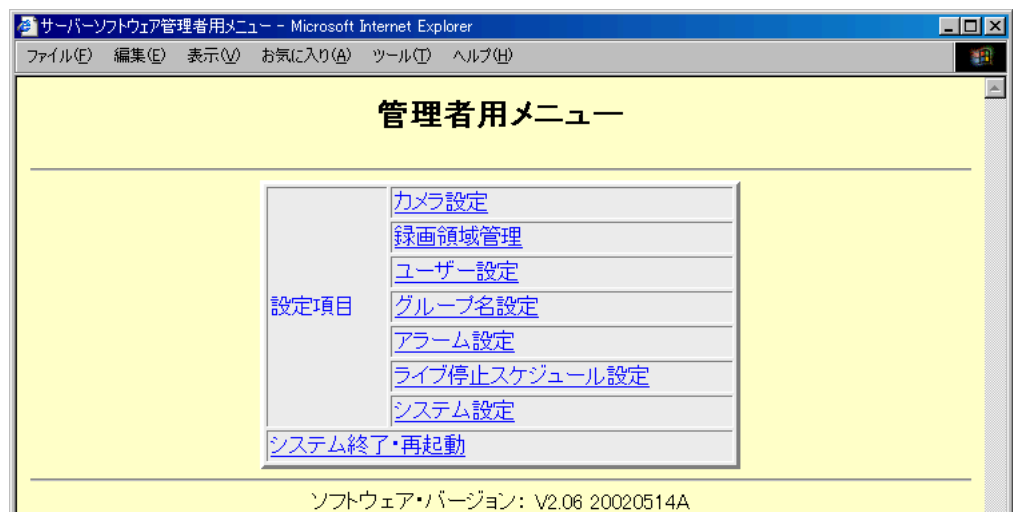 サーバーソフトウェア管理者用メニュー - Microsoft Internet Explorer
ファイル(F) 編集(E) 表示(V) お気に入り(A) ツール(T) ヘルプ(H)
管理者用メニュー
設定項目
カメラ設定
録画領域管理
ユーザー設定
グループ名設定
アラーム設定
ライブ停止スケジュール設定
システム設定
システム終了・再起動
ソフトウェア・バージョン: V2.06 20020514A